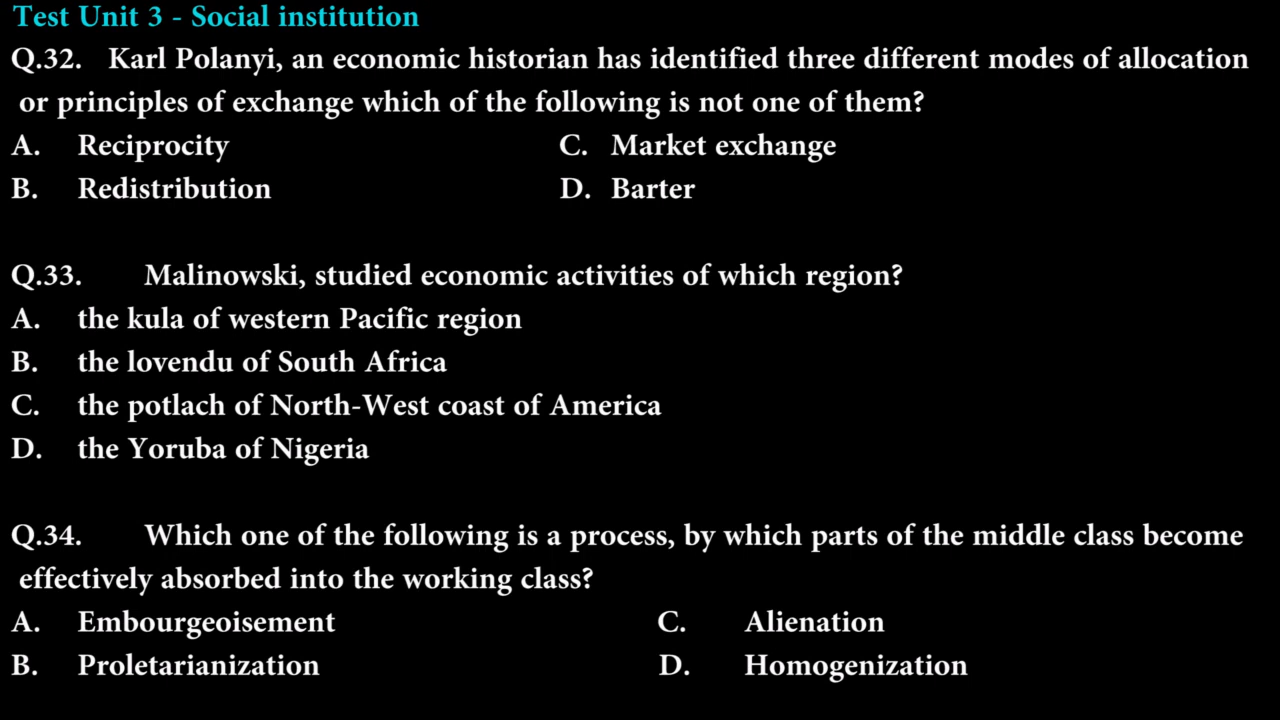 Test Unit 3 - Social institution
Q.32. Karl Polanyi, an economic historian has identified three different modes of allocation
or principles of exchange which of the following is not one of them?
A. Reciprocity C. Market exchange
B. Redistribution D. Barter
Q.33. Malinowski, studied economic activities of which region?
A. the kula of western Pacific region
B. the lovendu of South Africa
C. the potlach of North-West coast of America
D. the Yoruba of Nigeria
Q.34. Which one of the following is a process, by which parts of the middle class become
effectively absorbed into the working class?
A. Embourgeoisement C. Alienation
B. Proletarianization D. Homogenization